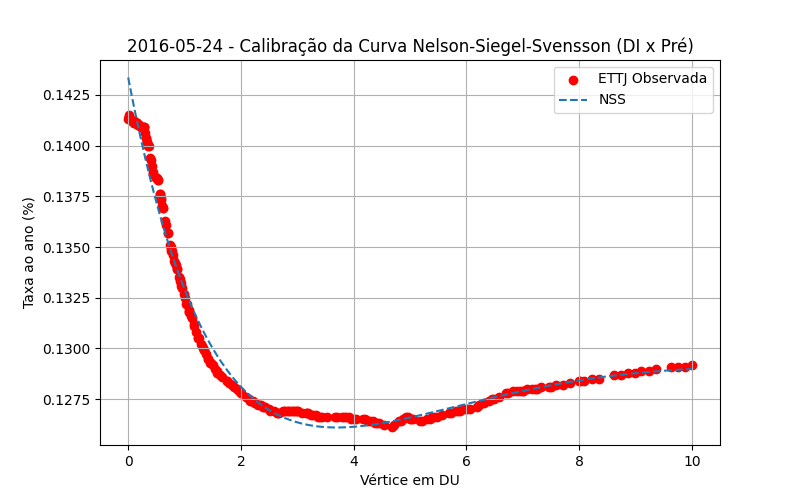 2016-05-24 - Calibração da Curva Nelson-Siegel-Svensson (DI x Pré)
ETTJ Observada
NSS
Taxa ao ano (%)
0.1425
0.1400
0.1375
0.1350
0.1325
0.1300
0.1275
0 2 4 6 8 10
Vértice em DU